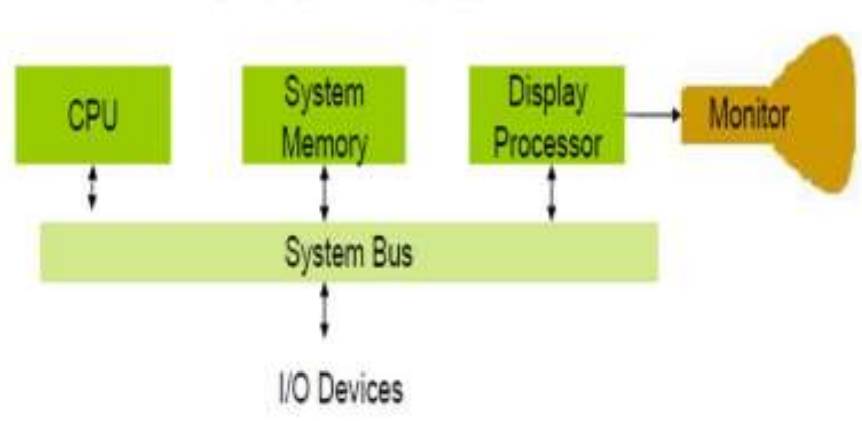 CPU
System
Memory
Display
Processor
Monitor
System Bus
I/O Devices